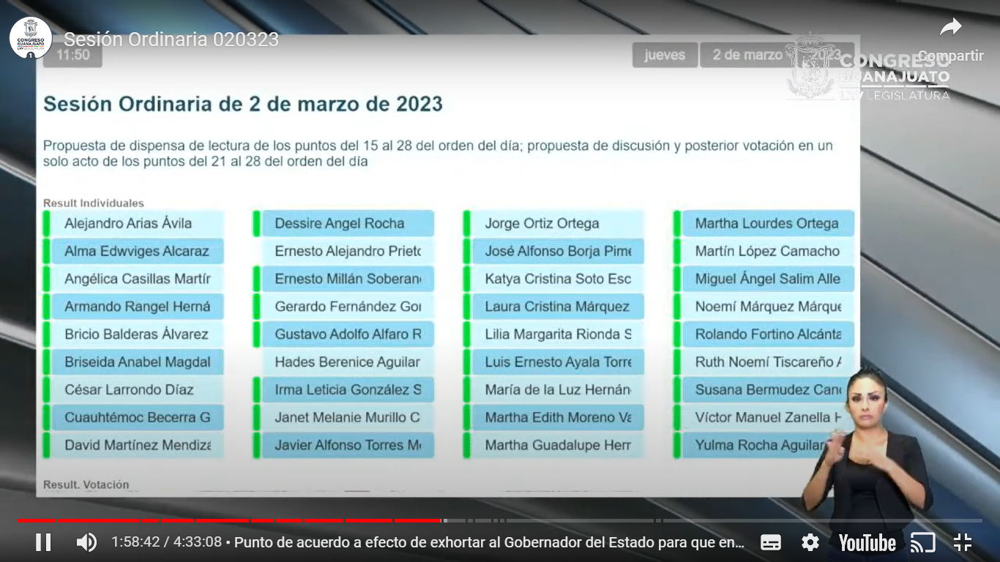 CONGRESO
GUANAJUATO
LXV LEGISLATURA
Sesión Ordinaria 020323
11:50
jueves
2 de marzo
2023
Compartir
CONGRESO
GUANAJUATO
LXV LEGISLATURA
Sesión Ordinaria de 2 de marzo de 2023
Propuesta de dispensa de lectura de los puntos del 15 al 28 del orden del día; propuesta de discusión y posterior votación en un
solo acto de los puntos del 21 al 28 del orden del día
Result Individuales
Alejandro Arias Ávila
Alma Edwviges Alcaraz
Angélica Casillas Martír
Armando Rangel Herná
Bricio Balderas Álvarez
Briseida Anabel Magdal
César Larrondo Díaz
Cuauhtémoc Becerra G
David Martínez Mendiza
Dessire Angel Rocha
Ernesto Alejandro Prieto
Ernesto Millán Soberan
Gerardo Fernández Gor
Gustavo Adolfo Alfaro R
Hades Berenice Aguilar
Irma Leticia González S
Janet Melanie Murillo C
Javier Alfonso Torres Me
Jorge Ortiz Ortega
José Alfonso Borja Pime
Katya Cristina Soto Esc
Laura Cristina Márquez
Lilia Margarita Rionda S
Luis Ernesto Ayala Torre
María de la Luz Hernán
Martha Edith Moreno Va
Martha Guadalupe Herr
Martha Lourdes Ortega
Martín López Camacho
Miguel Ángel Salim Alle
Noemí Márquez Márque
Rolando Fortino Alcánta
Ruth Noemí Tiscareño A
Susana Bermudez Can
Víctor Manuel Zanella H
Yulma Rocha Aguilar
Result. Votación
1:58:42 / 4:33:08 • Punto de acuerdo a efecto de exhortar al Gobernador del Estado para que en...
YouTube